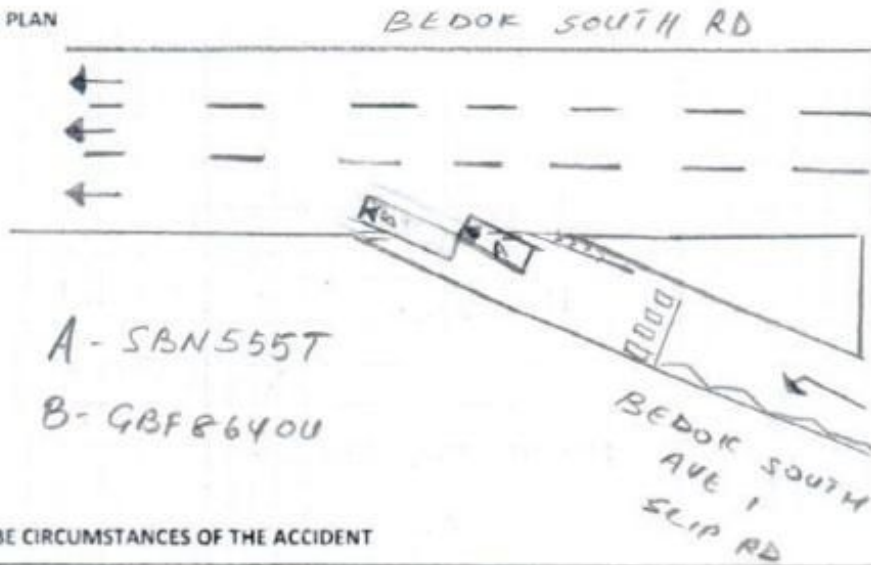 PLAN
BEDOK SOUTH RD
B
A
A - SBN555T
B - GBF8640U
BEDOK SOUTH
AVE 1
SLIP RD
BE CIRCUMSTANCES OF THE ACCIDENT